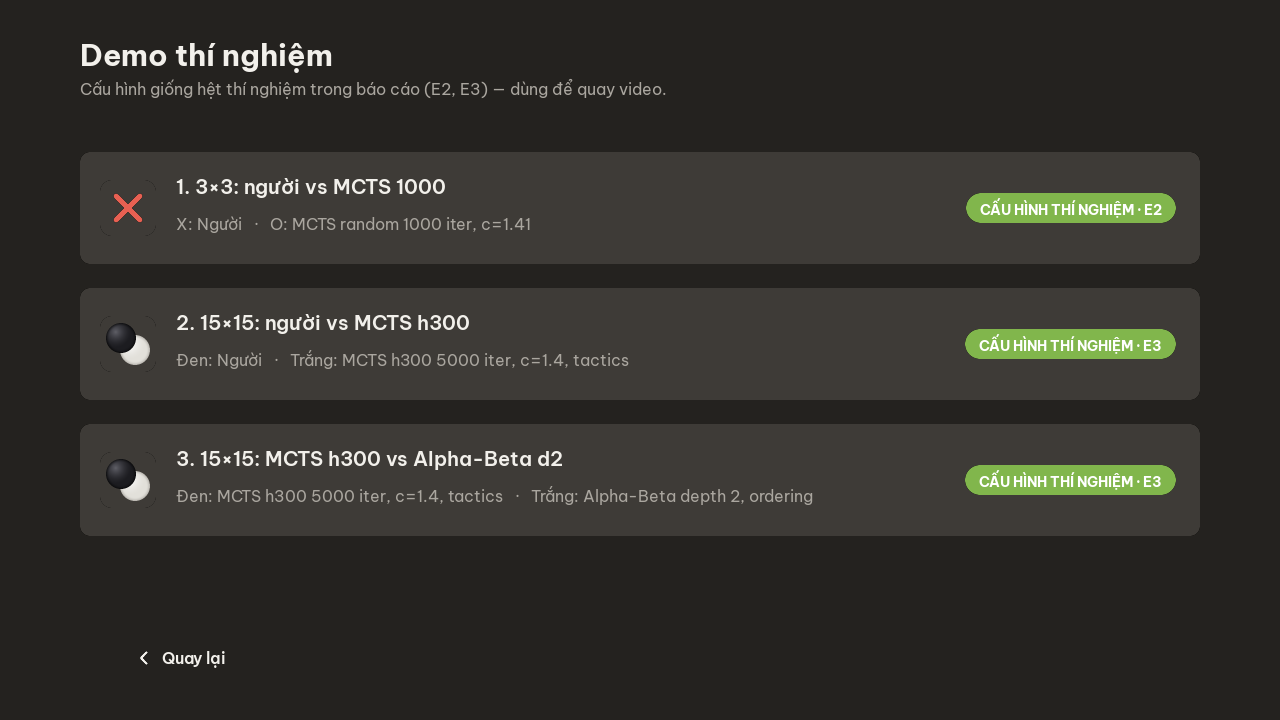 Demo thí nghiệm
Cấu hình giống hệt thí nghiệm trong báo cáo (E2, E3) — dùng để quay video.
1. 3×3: người vs MCTS 1000
X: Người · O: MCTS random 1000 iter, c=1.41
CẤU HÌNH THÍ NGHIỆM · E2
2. 15×15: người vs MCTS h300
Đen: Người · Trắng: MCTS h300 5000 iter, c=1.4, tactics
CẤU HÌNH THÍ NGHIỆM · E3
3. 15×15: MCTS h300 vs Alpha-Beta d2
Đen: MCTS h300 5000 iter, c=1.4, tactics · Trắng: Alpha-Beta depth 2, ordering
CẤU HÌNH THÍ NGHIỆM · E3
Quay lại